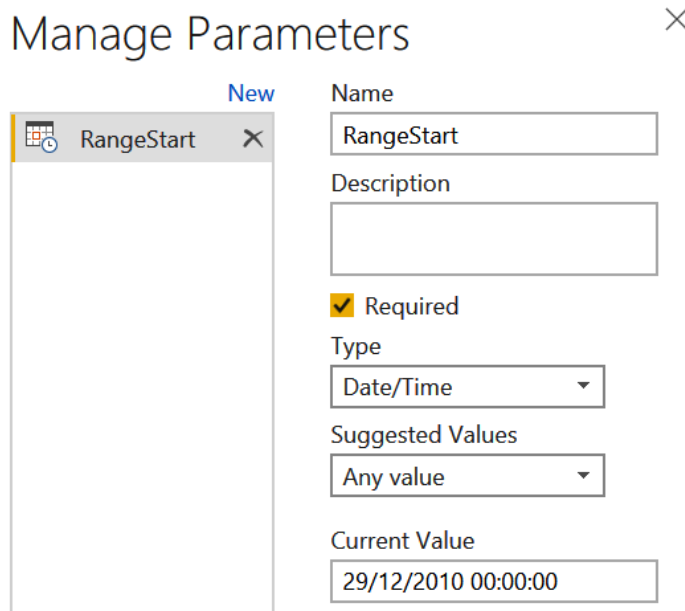 Manage Parameters
New
RangeStart
Name
RangeStart
Description
Required
Type
Date/Time
Suggested Values
Any value
Current Value
29/12/2010 00:00:00